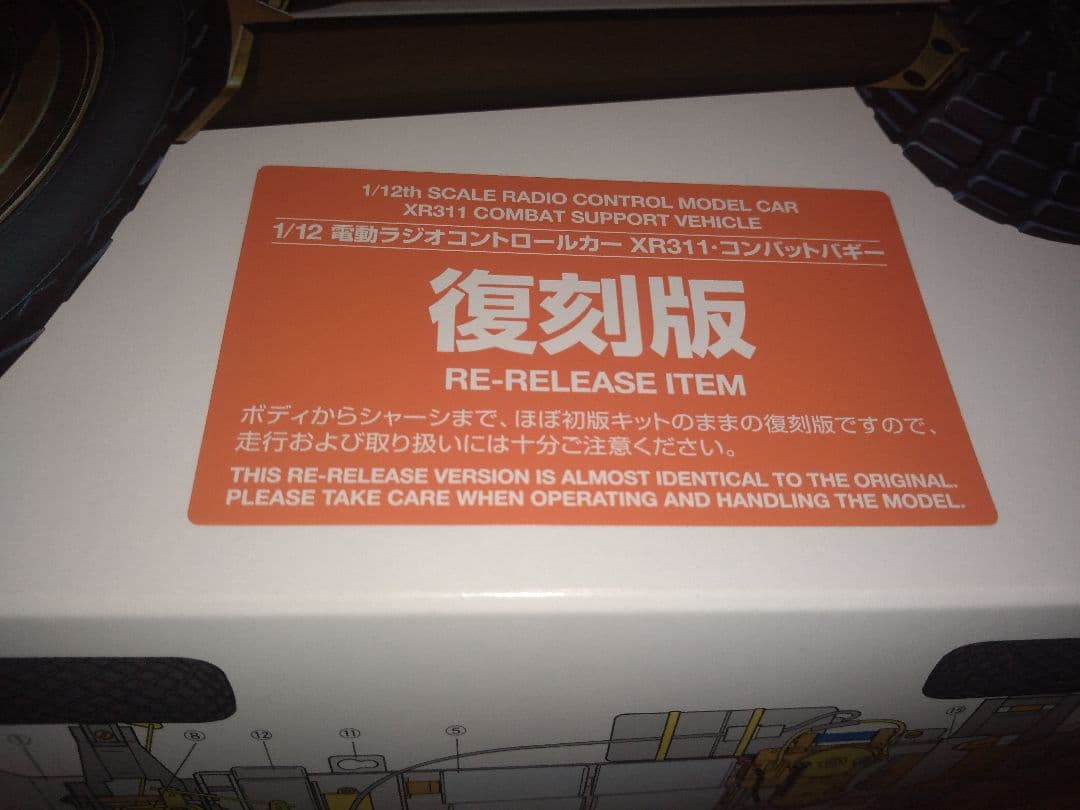 1/12th SCALE RADIO CONTROL MODEL CAR
XR311 COMBAT SUPPORT VEHICLE
1/12 電動ラジオコントロールカー XR311・コンバットバギー
復刻版
RE-RELEASE ITEM
ボディからシャーシまで、ほぼ初版キットのままの復刻版ですので、
走行および取り扱いには十分ご注意ください。
THIS RE-RELEASE VERSION IS ALMOST IDENTICAL TO THE ORIGINAL.
PLEASE TAKE CARE WHEN OPERATING AND HANDLING THE MODEL.
⑧ ⑫ ⑪ ⑤ ⑮